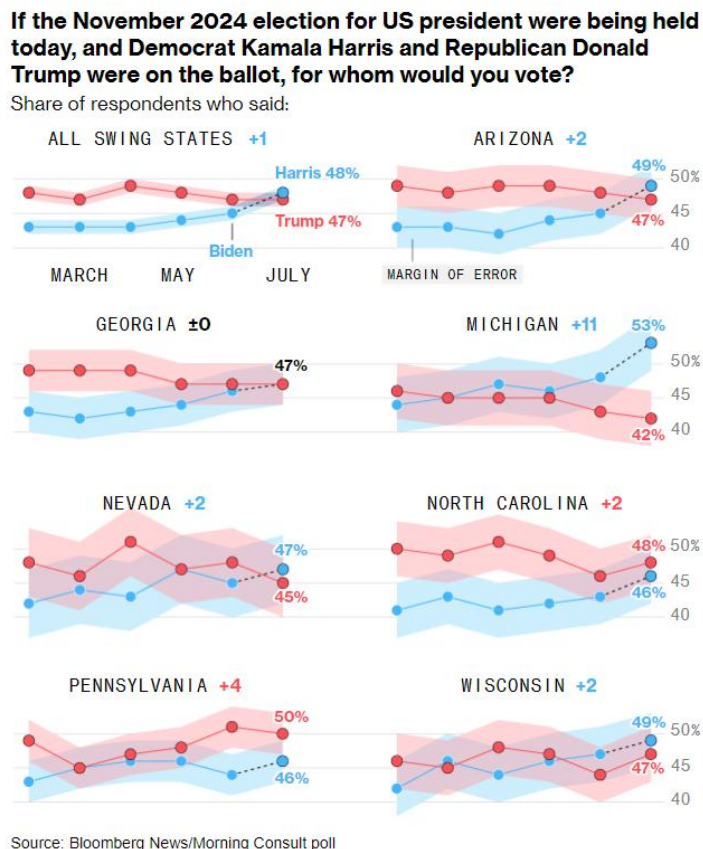 If the November 2024 election for US president were being held
today, and Democrat Kamala Harris and Republican Donald
Trump were on the ballot, for whom would you vote?
Share of respondents who said:
ALL SWING STATES +1
Harris 48%
Trump 47%
Biden
MARCH MAY JULY
ARIZONA +2
49%
50%
45
47%
40
MARGIN OF ERROR
GEORGIA ±0
47%
MICHIGAN +11
53%
50%
45
40
42%
NEVADA +2
47%
45%
NORTH CAROLINA +2
48%
50%
45
46%
40
PENNSYLVANIA +4
50%
46%
WISCONSIN +2
49%
50%
45
47%
40
Source: Bloomberg News/Morning Consult poll